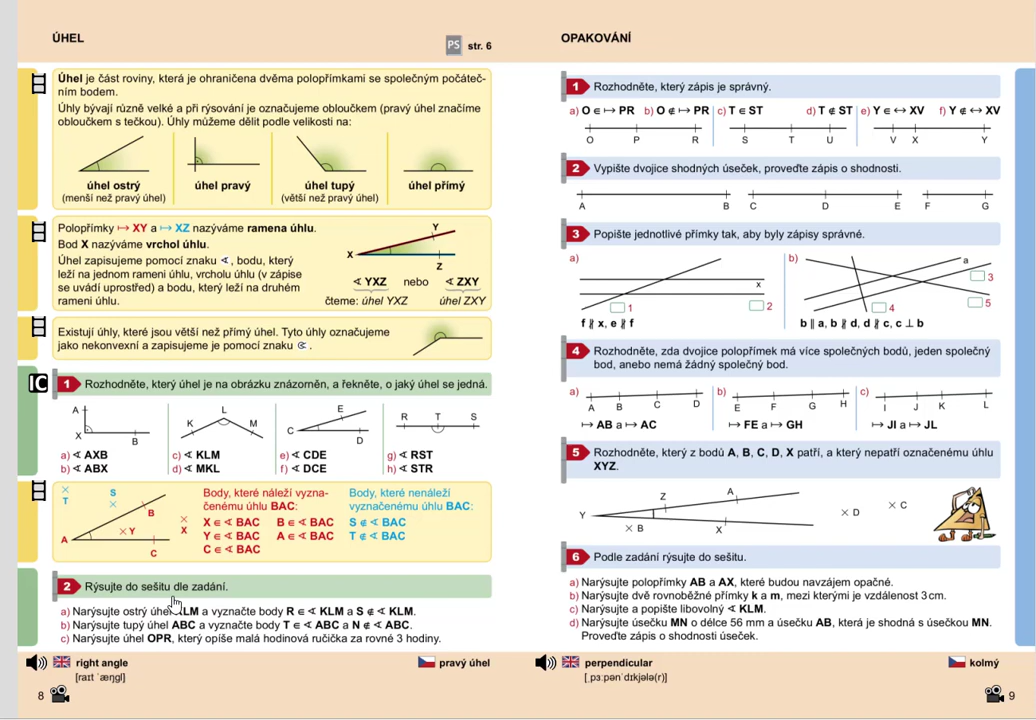 ÚHEL
PS str. 6
Úhel je část roviny, která je ohraničena dvěma polopřímkami se společným počáteč-
ním bodem.
Úhly bývají různě velké a při rýsování je označujeme obloučkem (pravý úhel značíme
obloučkem s tečkou). Úhly můžeme dělit podle velikosti na:
úhel ostrý
(menší než pravý úhel)
úhel pravý
úhel tupý
(větší než pravý úhel)
úhel přímý
Polopřímky ↦ XY a ↦ XZ nazýváme ramena úhlu.
Bod X nazýváme vrchol úhlu.
Úhel zapisujeme pomocí znaku ∢, bodu, který
leží na jednom rameni úhlu, vrcholu úhlu (v zápise
se uvádí uprostřed) a bodu, který leží na druhém
rameni úhlu.
Y
X
Z
∢ YXZ nebo ∢ ZXY
čteme: úhel YXZ úhel ZXY
Existují úhly, které jsou větší než přímý úhel. Tyto úhly označujeme
jako nekonvexní a zapisujeme je pomocí znaku ∢.
1 Rozhodněte, který úhel je na obrázku znázorněn, a řekněte, o jaký úhel se jedná.
A X B
K L M
C E D
R T S
a) ∢ AXB c) ∢ KLM e) ∢ CDE g) ∢ RST
b) ∢ ABX d) ∢ MKL f) ∢ DCE h) ∢ STR
T S B Y X A C
Body, které náleží vyzna-
čenému úhlu BAC:
X ∈ ∢ BAC B ∈ ∢ BAC
Y ∈ ∢ BAC A ∈ ∢ BAC
C ∈ ∢ BAC
Body, které nenáleží
vyznačenému úhlu BAC:
S ∉ ∢ BAC
T ∉ ∢ BAC
2 Rýsujte do sešitu dle zadání.
a) Narýsujte ostrý úhel KLM a vyznačte body R ∈ ∢ KLM a S ∉ ∢ KLM.
b) Narýsujte tupý úhel ABC a vyznačte body T ∈ ∢ ABC a N ∉ ∢ ABC.
c) Narýsujte úhel OPR, který opíše malá hodinová ručička za rovné 3 hodiny.
right angle
[raɪt ˈæŋgl]
pravý úhel
8
OPAKOVÁNÍ
1 Rozhodněte, který zápis je správný.
a) O ∈ ↦ PR b) O ∉ ↦ PR c) T ∈ ST d) T ∉ ST e) Y ∈ ↔ XV f) Y ∉ ↔ XV
O P R S T U V X Y
2 Vypište dvojice shodných úseček, proveďte zápis o shodnosti.
A B C D E F G
3 Popište jednotlivé přímky tak, aby byly zápisy správné.
a)
x
1
2
f ∦ x, e ∦ f
b)
a
3
4
5
b ∥ a, b ∦ d, d ∦ c, c ⊥ b
4 Rozhodněte, zda dvojice polopřímek má více společných bodů, jeden společný
bod, anebo nemá žádný společný bod.
a) A B C D
b) E F G H
c) I J K L
↦ AB a ↦ AC ↦ FE a ↦ GH ↦ JI a ↦ JL
5 Rozhodněte, který z bodů A, B, C, D, X patří, a který nepatří označenému úhlu
XYZ.
Y Z A B X D C
6 Podle zadání rýsujte do sešitu.
a) Narýsujte polopřímky AB a AX, které budou navzájem opačné.
b) Narýsujte dvě rovnoběžné přímky k a m, mezi kterými je vzdálenost 3 cm.
c) Narýsujte a popište libovolný ∢ KLM.
d) Narýsujte úsečku MN o délce 56 mm a úsečku AB, která je shodná s úsečkou MN.
Proveďte zápis o shodnosti úseček.
perpendicular
[ˌpɜːpənˈdɪkjələ(r)]
kolmý
9